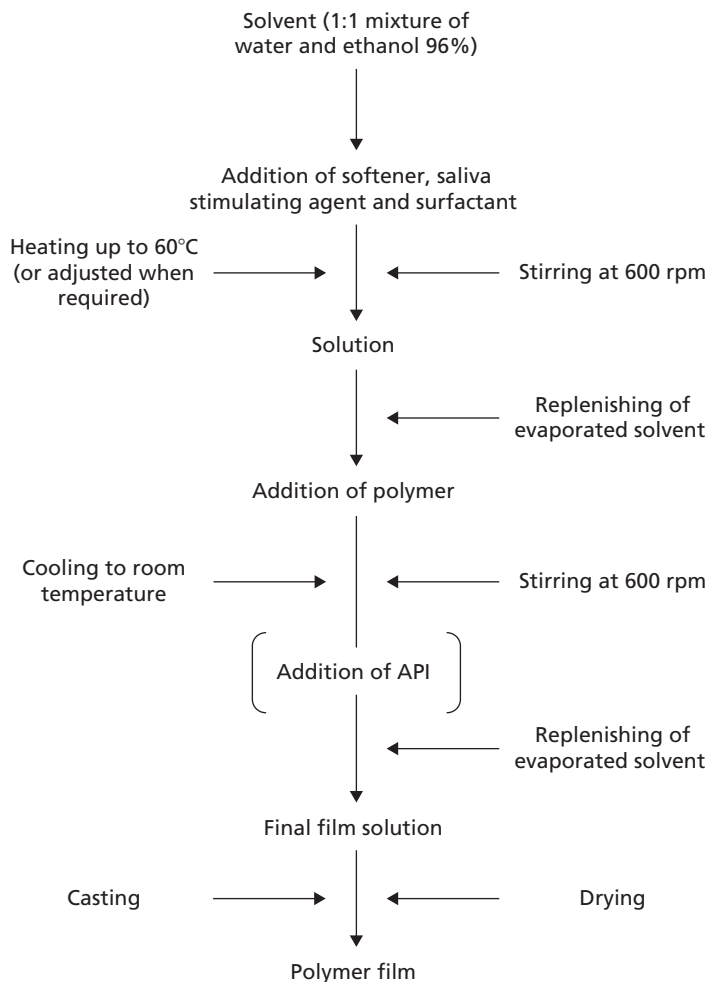 Solvent (1:1 mixture of
water and ethanol 96%)
Addition of softener, saliva
stimulating agent and surfactant
Heating up to 60°C
(or adjusted when
required)
Stirring at 600 rpm
Solution
Replenishing of
evaporated solvent
Addition of polymer
Cooling to room
temperature
Stirring at 600 rpm
Addition of API
Replenishing of
evaporated solvent
Final film solution
Casting
Drying
Polymer film